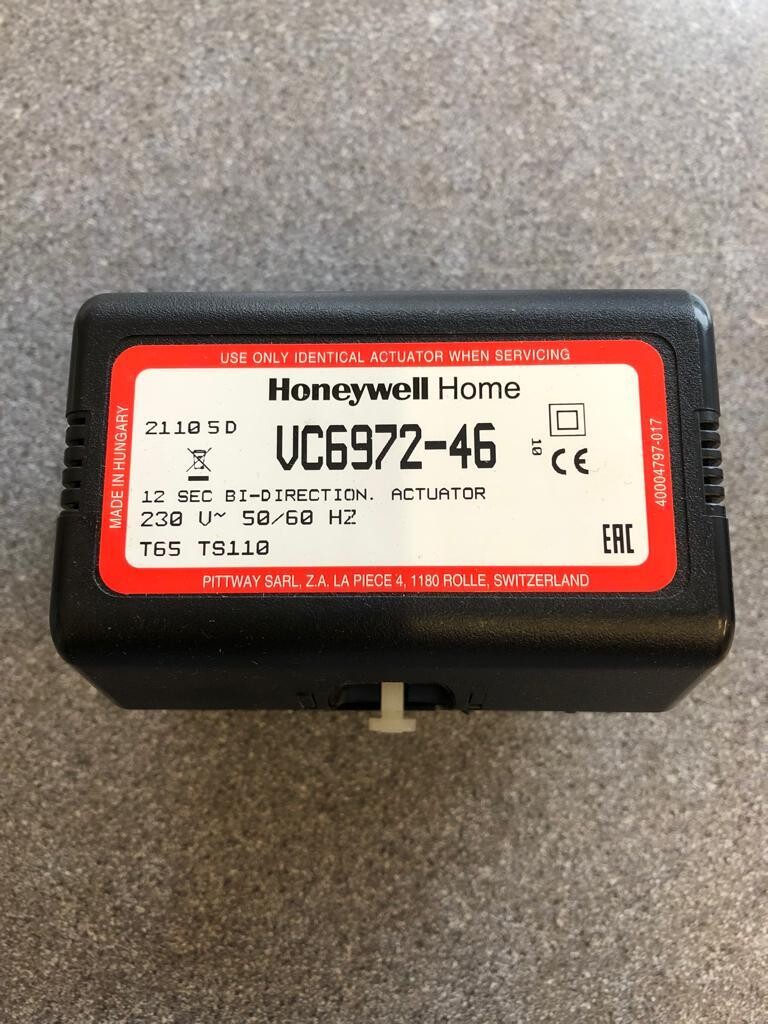 USE ONLY IDENTICAL ACTUATOR WHEN SERVICING
Honeywell Home
21105D
VC6972-46
10
CE
MADE IN HUNGARY
40004797-017
12 SEC BI-DIRECTION. ACTUATOR
230 V~ 50/60 HZ
T65 TS110
EAC
PITTWAY SARL, Z.A. LA PIECE 4, 1180 ROLLE, SWITZERLAND